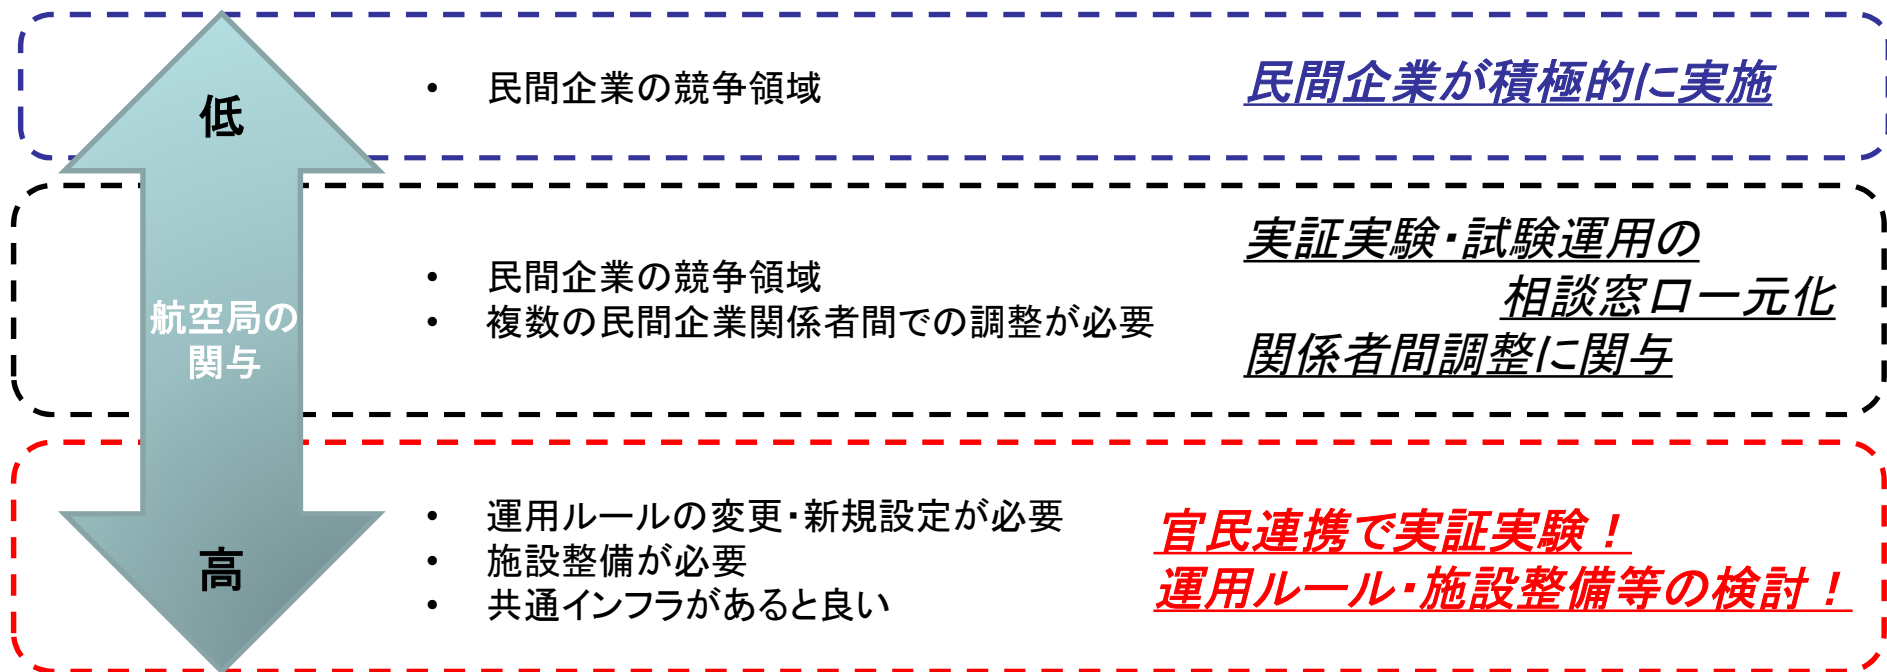 低
• 民間企業の競争領域
民間企業が積極的に実施
航空局の
関与
• 民間企業の競争領域
• 複数の民間企業関係者間での調整が必要
実証実験・試験運用の
相談窓口一元化
関係者間調整に関与
高
• 運用ルールの変更・新規設定が必要
• 施設整備が必要
• 共通インフラがあると良い
官民連携で実証実験！
運用ルール・施設整備等の検討！